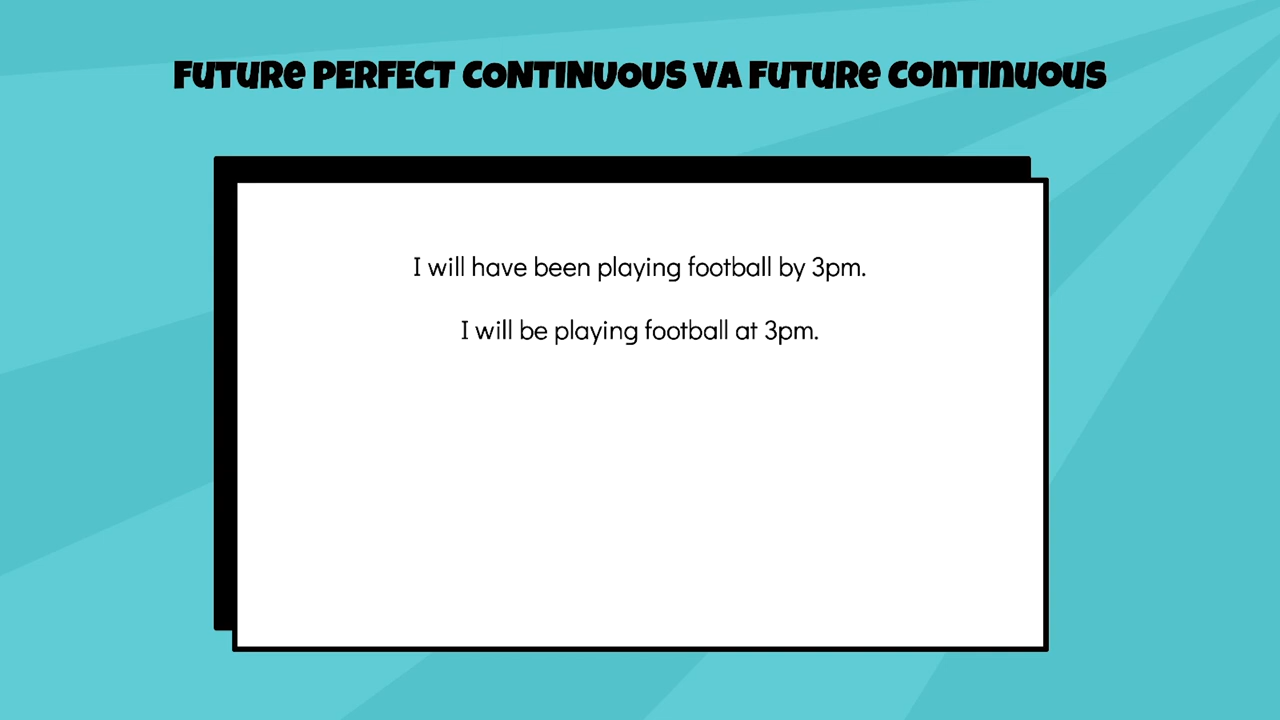 FUTURE PERFECT CONTINUOUS VA FUTURE CONTINUOUS
I will have been playing football by 3pm.
I will be playing football at 3pm.